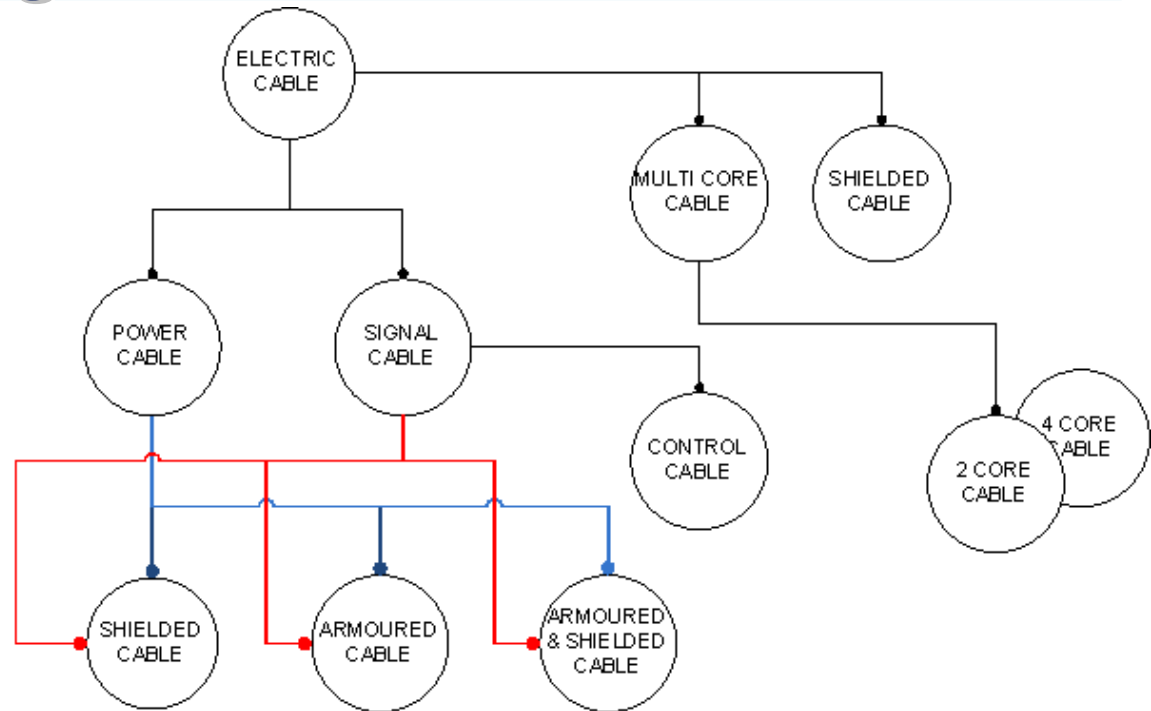 ELECTRIC
CABLE
MULTI CORE
CABLE
SHIELDED
CABLE
POWER
CABLE
SIGNAL
CABLE
CONTROL
CABLE
4 CORE
CABLE
2 CORE
CABLE
SHIELDED
CABLE
ARMOURED
CABLE
ARMOURED
& SHIELDED
CABLE